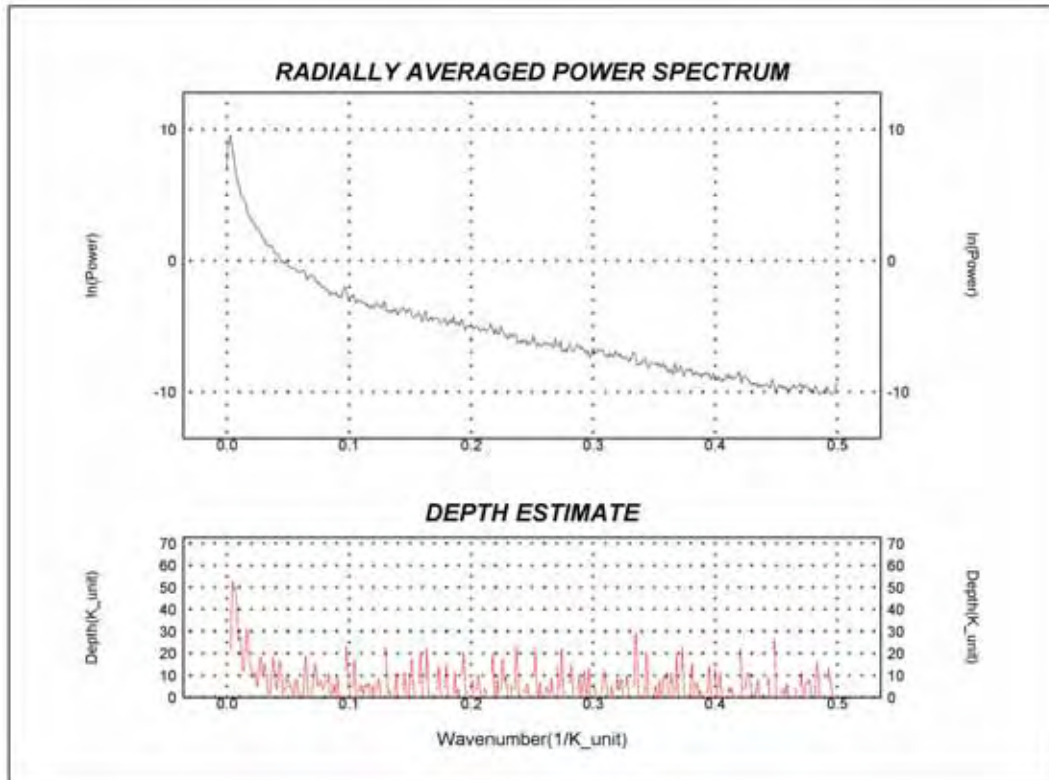 RADIALLY AVERAGED POWER SPECTRUM
10
0
-10
ln(Power)
10
0
-10
ln(Power)
0.0 0.1 0.2 0.3 0.4 0.5
DEPTH ESTIMATE
70
60
50
40
30
20
10
0
Depth(K_unit)
70
60
50
40
30
20
10
0
Depth(K_unit)
0.0 0.1 0.2 0.3 0.4 0.5
Wavenumber(1/K_unit)